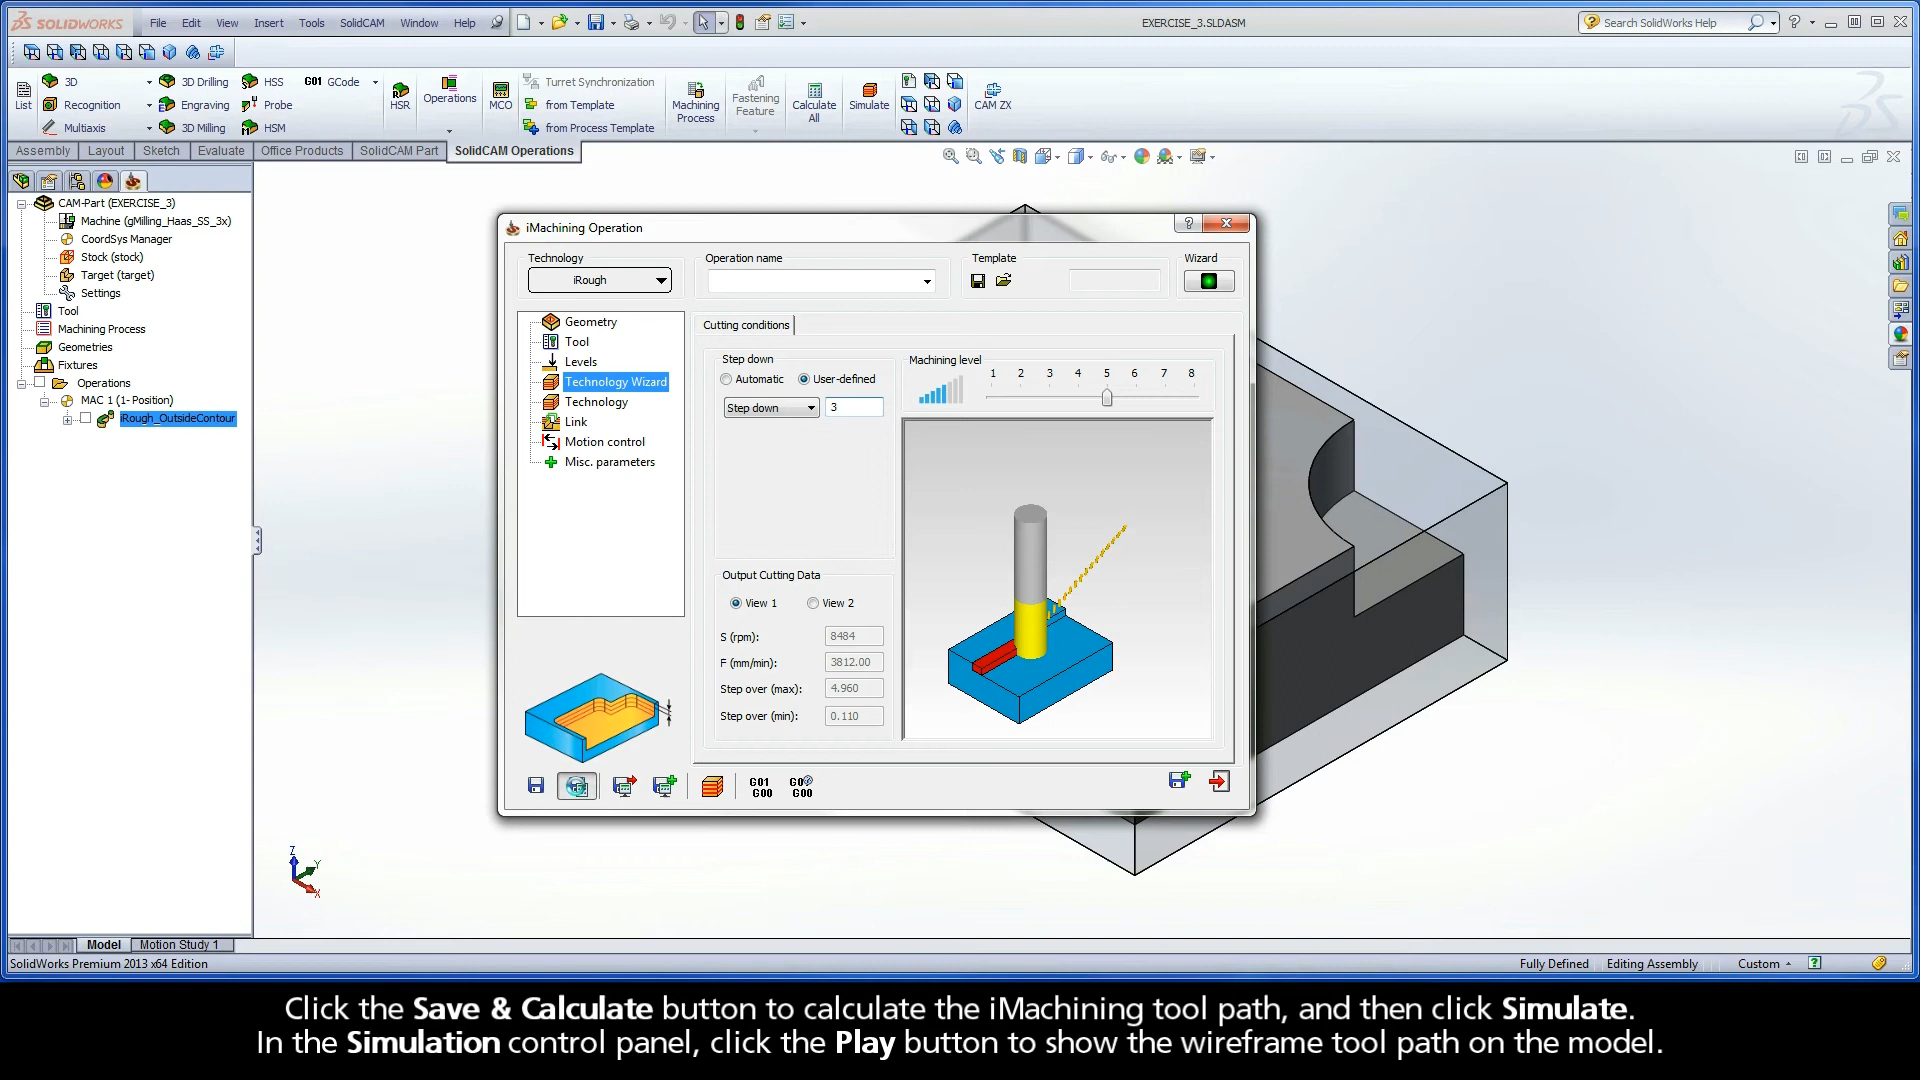 SOLIDWORKS File Edit View Insert Tools SolidCAM Window Help EXERCISE_3.SLDASM Search SolidWorks Help
3D 3D Drilling HSS G01 GCode Turret Synchronization
List Recognition Engraving Probe HSR Operations MCO from Template Machining Process Fastening Feature Calculate All Simulate CAM ZX
Multiaxis 3D Milling HSM from Process Template
Assembly Layout Sketch Evaluate Office Products SolidCAM Part SolidCAM Operations
CAM-Part (EXERCISE_3)
Machine (gMilling_Haas_SS_3x)
CoordSys Manager
Stock (stock)
Target (target)
Settings
Tool
Machining Process
Geometries
Fixtures
Operations
MAC 1 (1- Position)
iRough_OutsideContour
iMachining Operation
Technology Operation name Template Wizard
iRough
Geometry
Tool
Levels
Technology Wizard
Technology
Link
Motion control
Misc. parameters
Cutting conditions
Step down
Automatic User-defined
Step down 3
Machining level
1 2 3 4 5 6 7 8
Output Cutting Data
View 1 View 2
S (rpm): 8484
F (mm/min): 3812.00
Step over (max): 4.960
Step over (min): 0.110
G01 G00
G00
Z
Y
X
Model Motion Study 1
SolidWorks Premium 2013 x64 Edition Fully Defined Editing Assembly Custom
Click the Save & Calculate button to calculate the iMachining tool path, and then click Simulate.
In the Simulation control panel, click the Play button to show the wireframe tool path on the model.